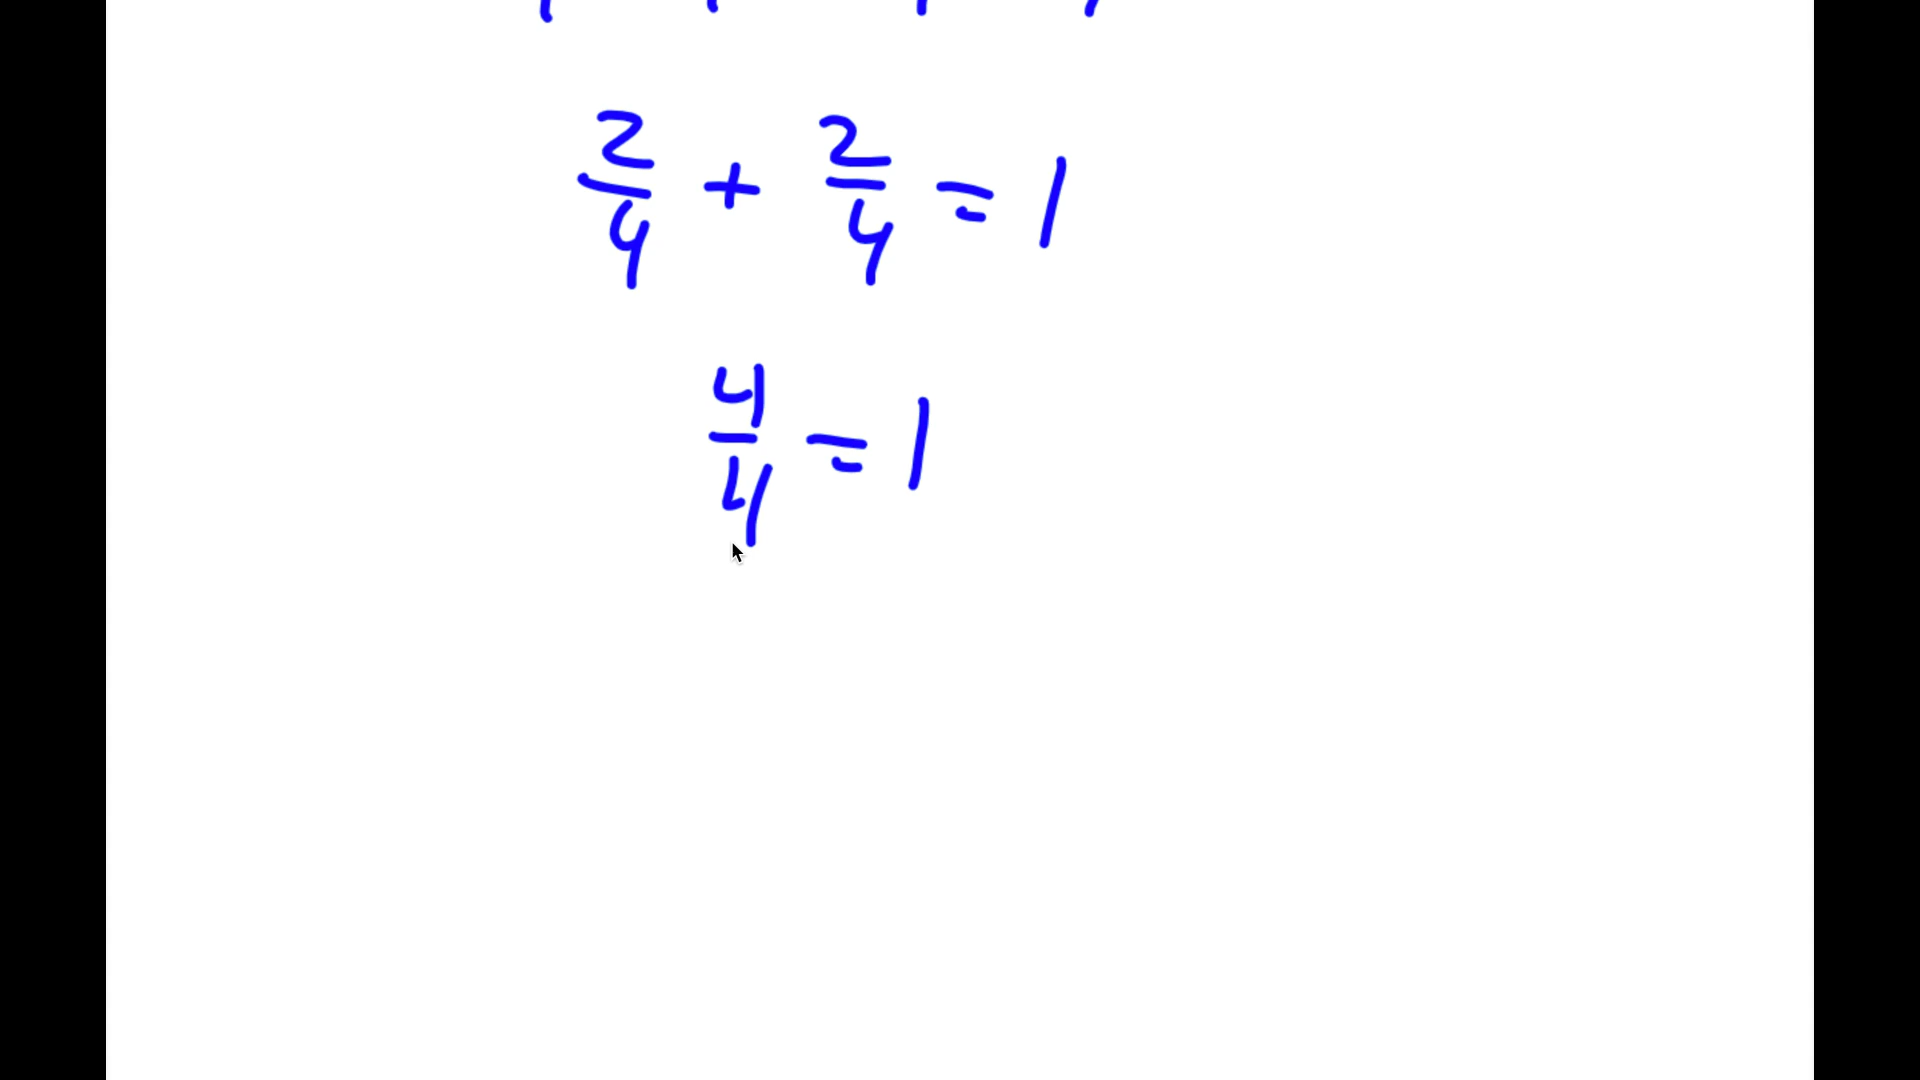 2/4 + 2/4 = 1
4/4 = 1